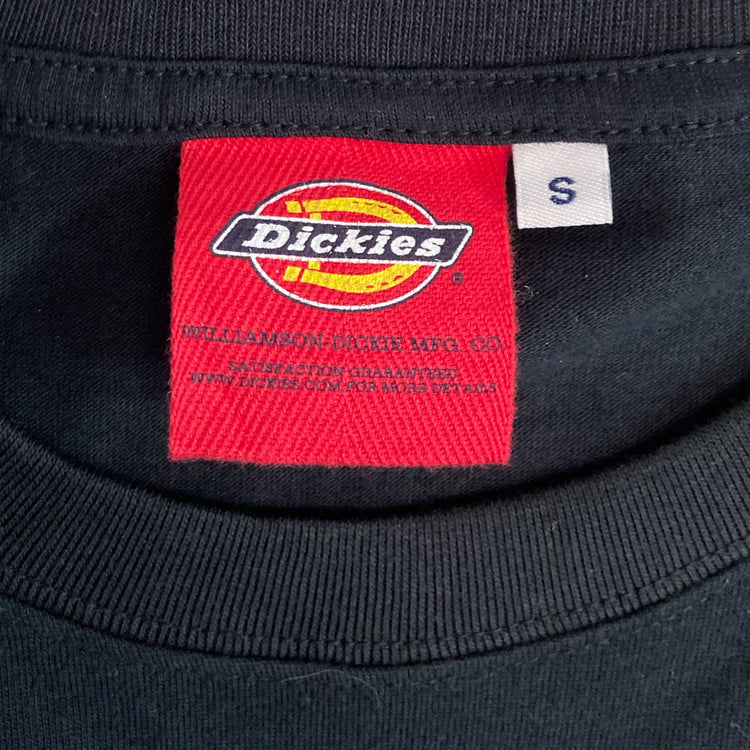 Dickies
®
S
WILLIAMSON-DICKIE MFG. CO
SATISFACTION GUARANTEED
WWW.DICKIES.COM FOR MORE DETAILS